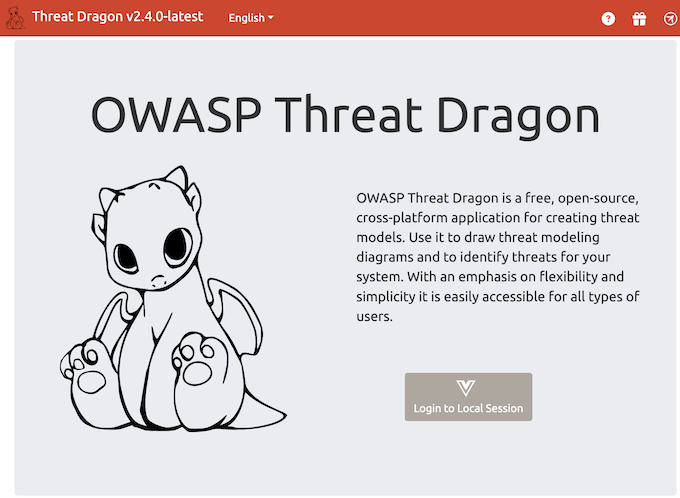 Threat Dragon v2.4.0-latest
English
OWASP Threat Dragon
OWASP Threat Dragon is a free, open-source,
cross-platform application for creating threat
models. Use it to draw threat modeling
diagrams and to identify threats for your
system. With an emphasis on flexibility and
simplicity it is easily accessible for all types of
users.
Login to Local Session